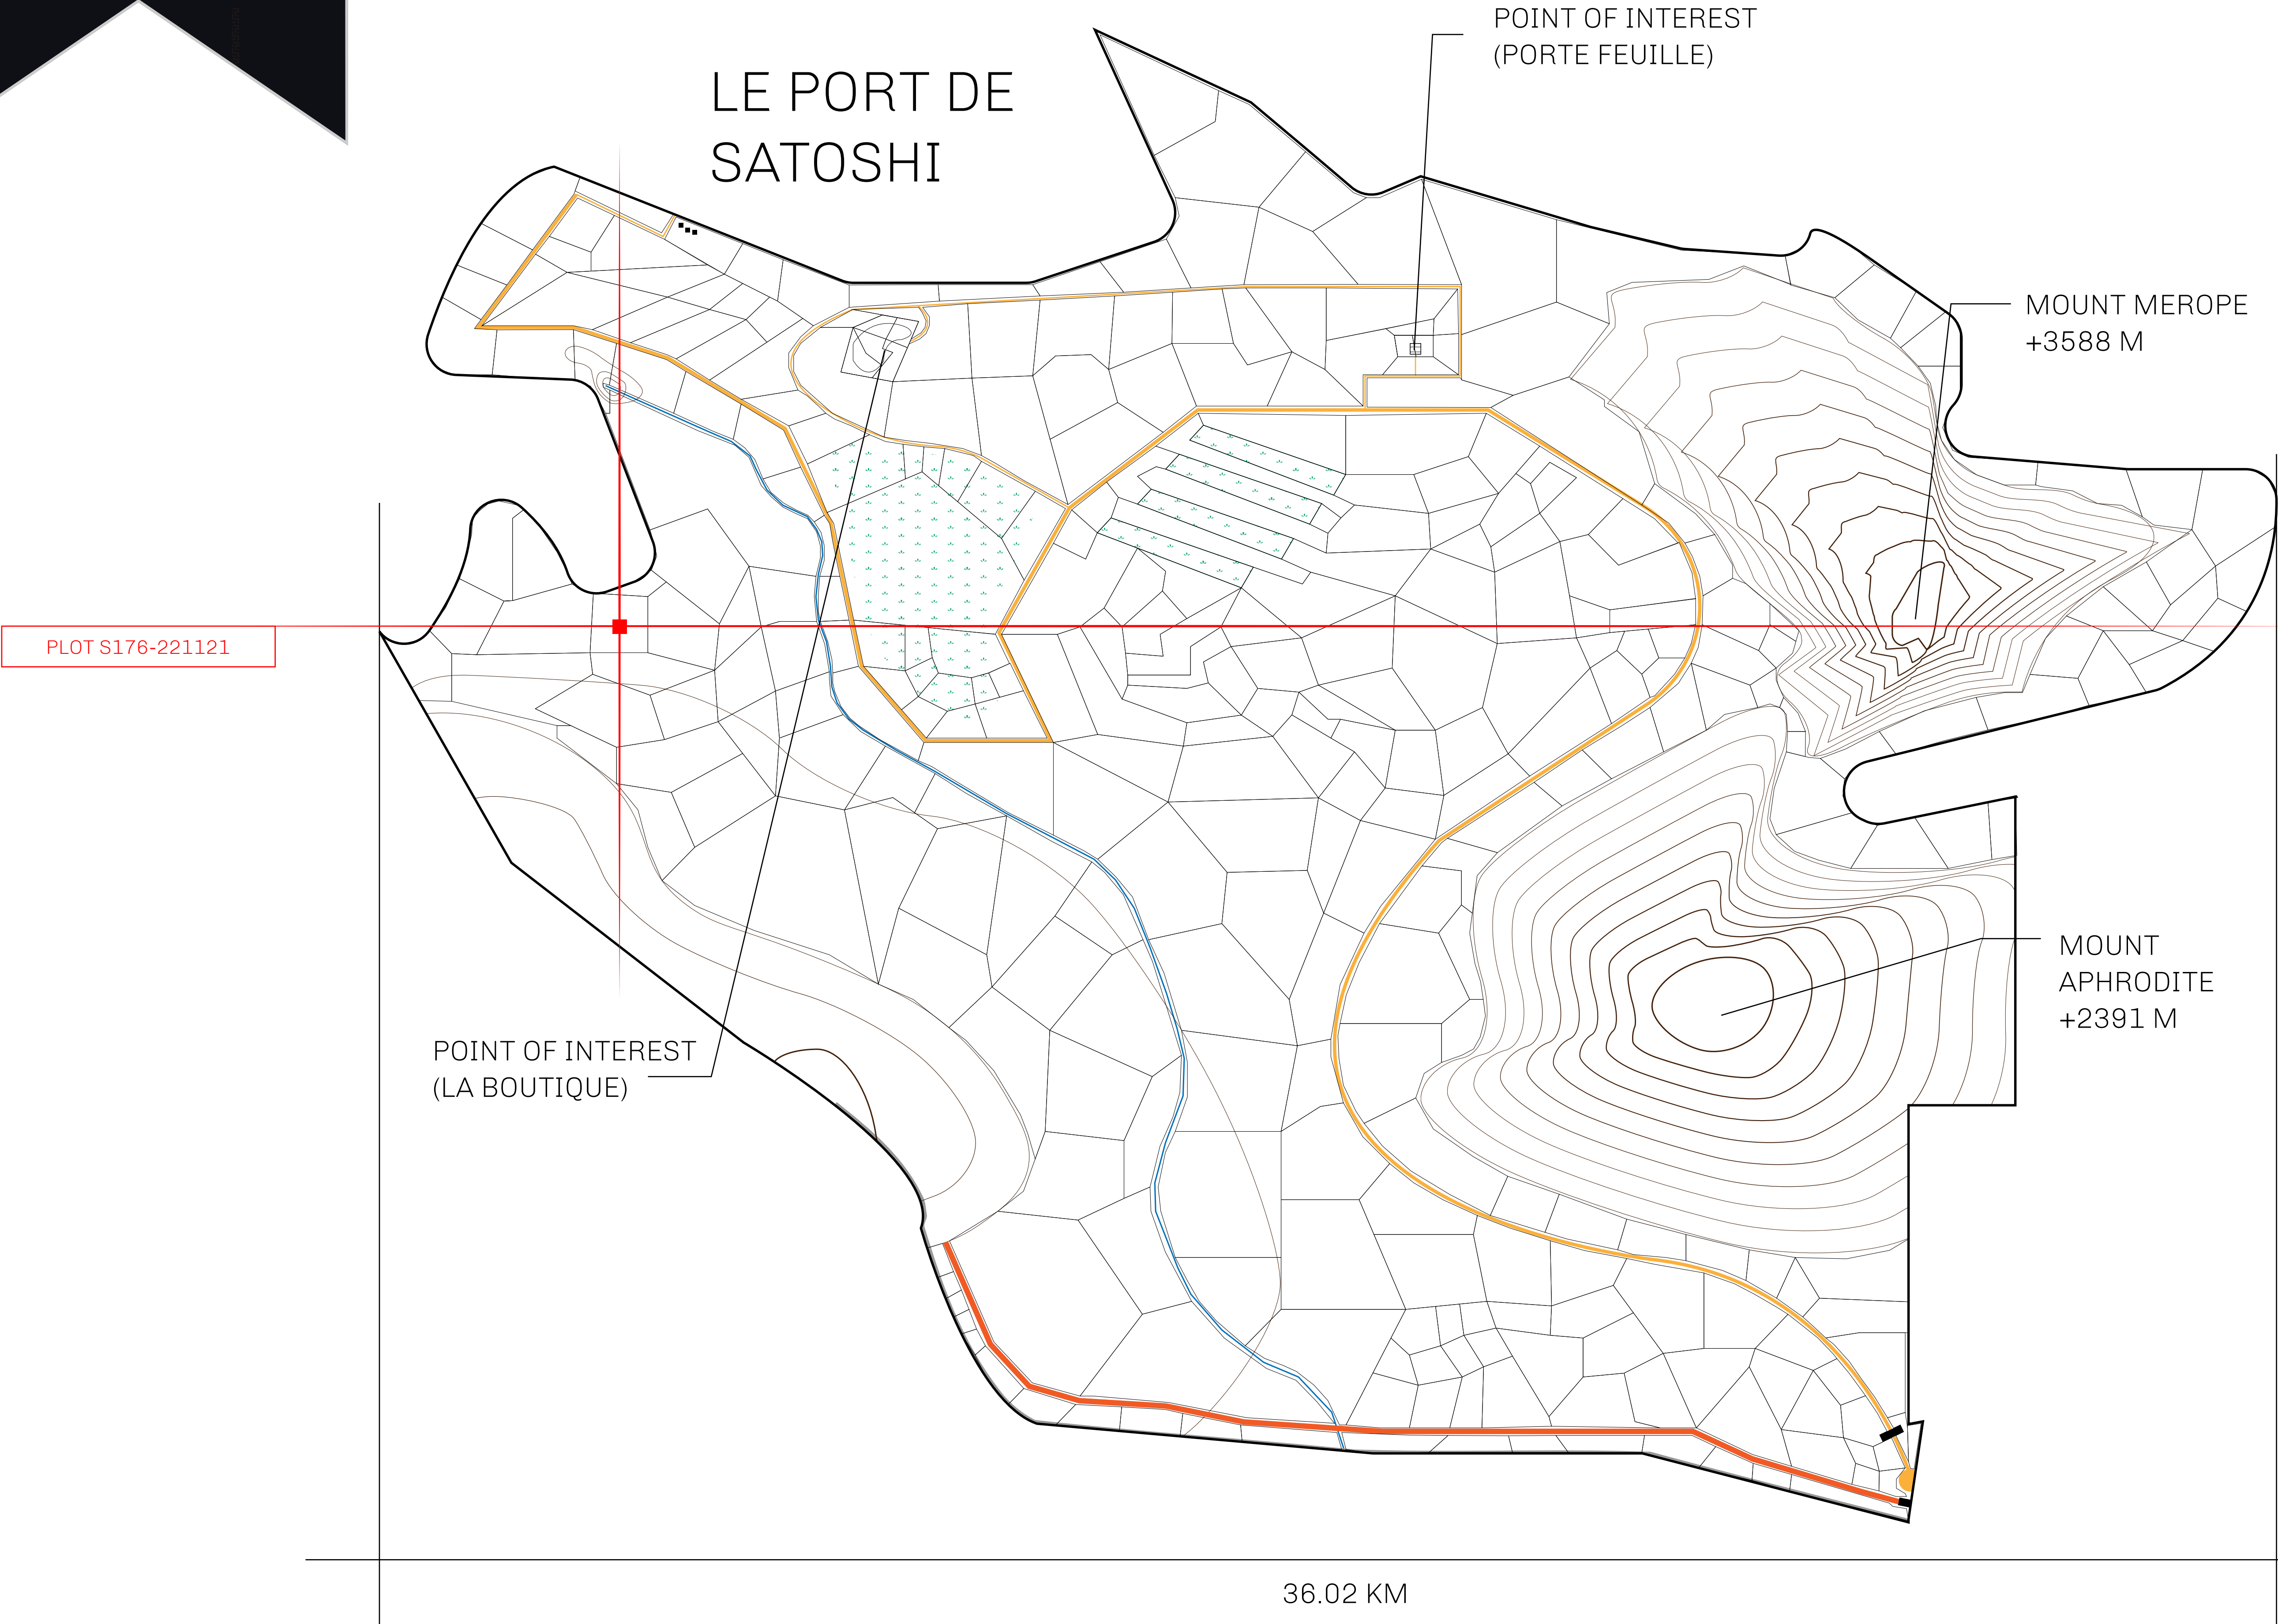 POINT OF INTEREST
(PORTE FEUILLE)
LE PORT DE
SATOSHI
MOUNT MEROPE
+3588 M
PLOT S176-221121
MOUNT
APHRODITE
+2391 M
POINT OF INTEREST
(LA BOUTIQUE)
36.02 KM